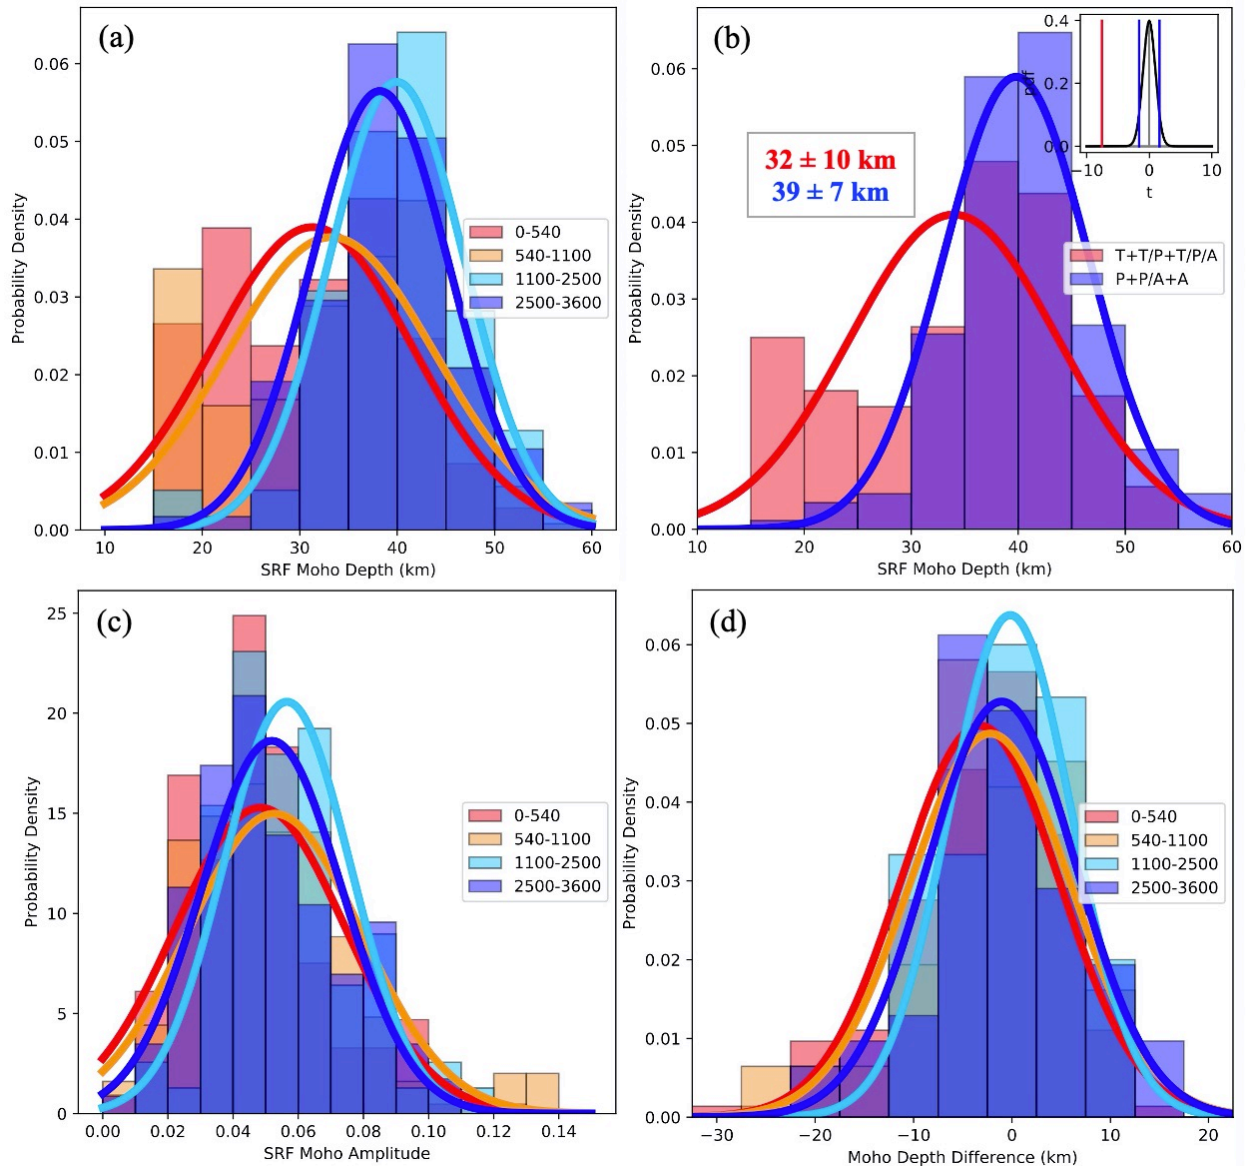 (a)
Probability Density
0.06
0.05
0.04
0.03
0.02
0.01
0.00
10 20 30 40 50 60
SRF Moho Depth (km)
0-540
540-1100
1100-2500
2500-3600
(b)
Probability Density
0.06
0.05
0.04
0.03
0.02
0.01
0.00
10 20 30 40 50 60
SRF Moho Depth (km)
32 ± 10 km
39 ± 7 km
T+T/P+T/P/A
P+P/A+A
pdf
0.4
0.2
0.0
-10 0 10
t
(c)
Probability Density
25
20
15
10
5
0
0.00 0.02 0.04 0.06 0.08 0.10 0.12 0.14
SRF Moho Amplitude
0-540
540-1100
1100-2500
2500-3600
(d)
Probability Density
0.06
0.05
0.04
0.03
0.02
0.01
0.00
−30 −20 −10 0 10 20
Moho Depth Difference (km)
0-540
540-1100
1100-2500
2500-3600